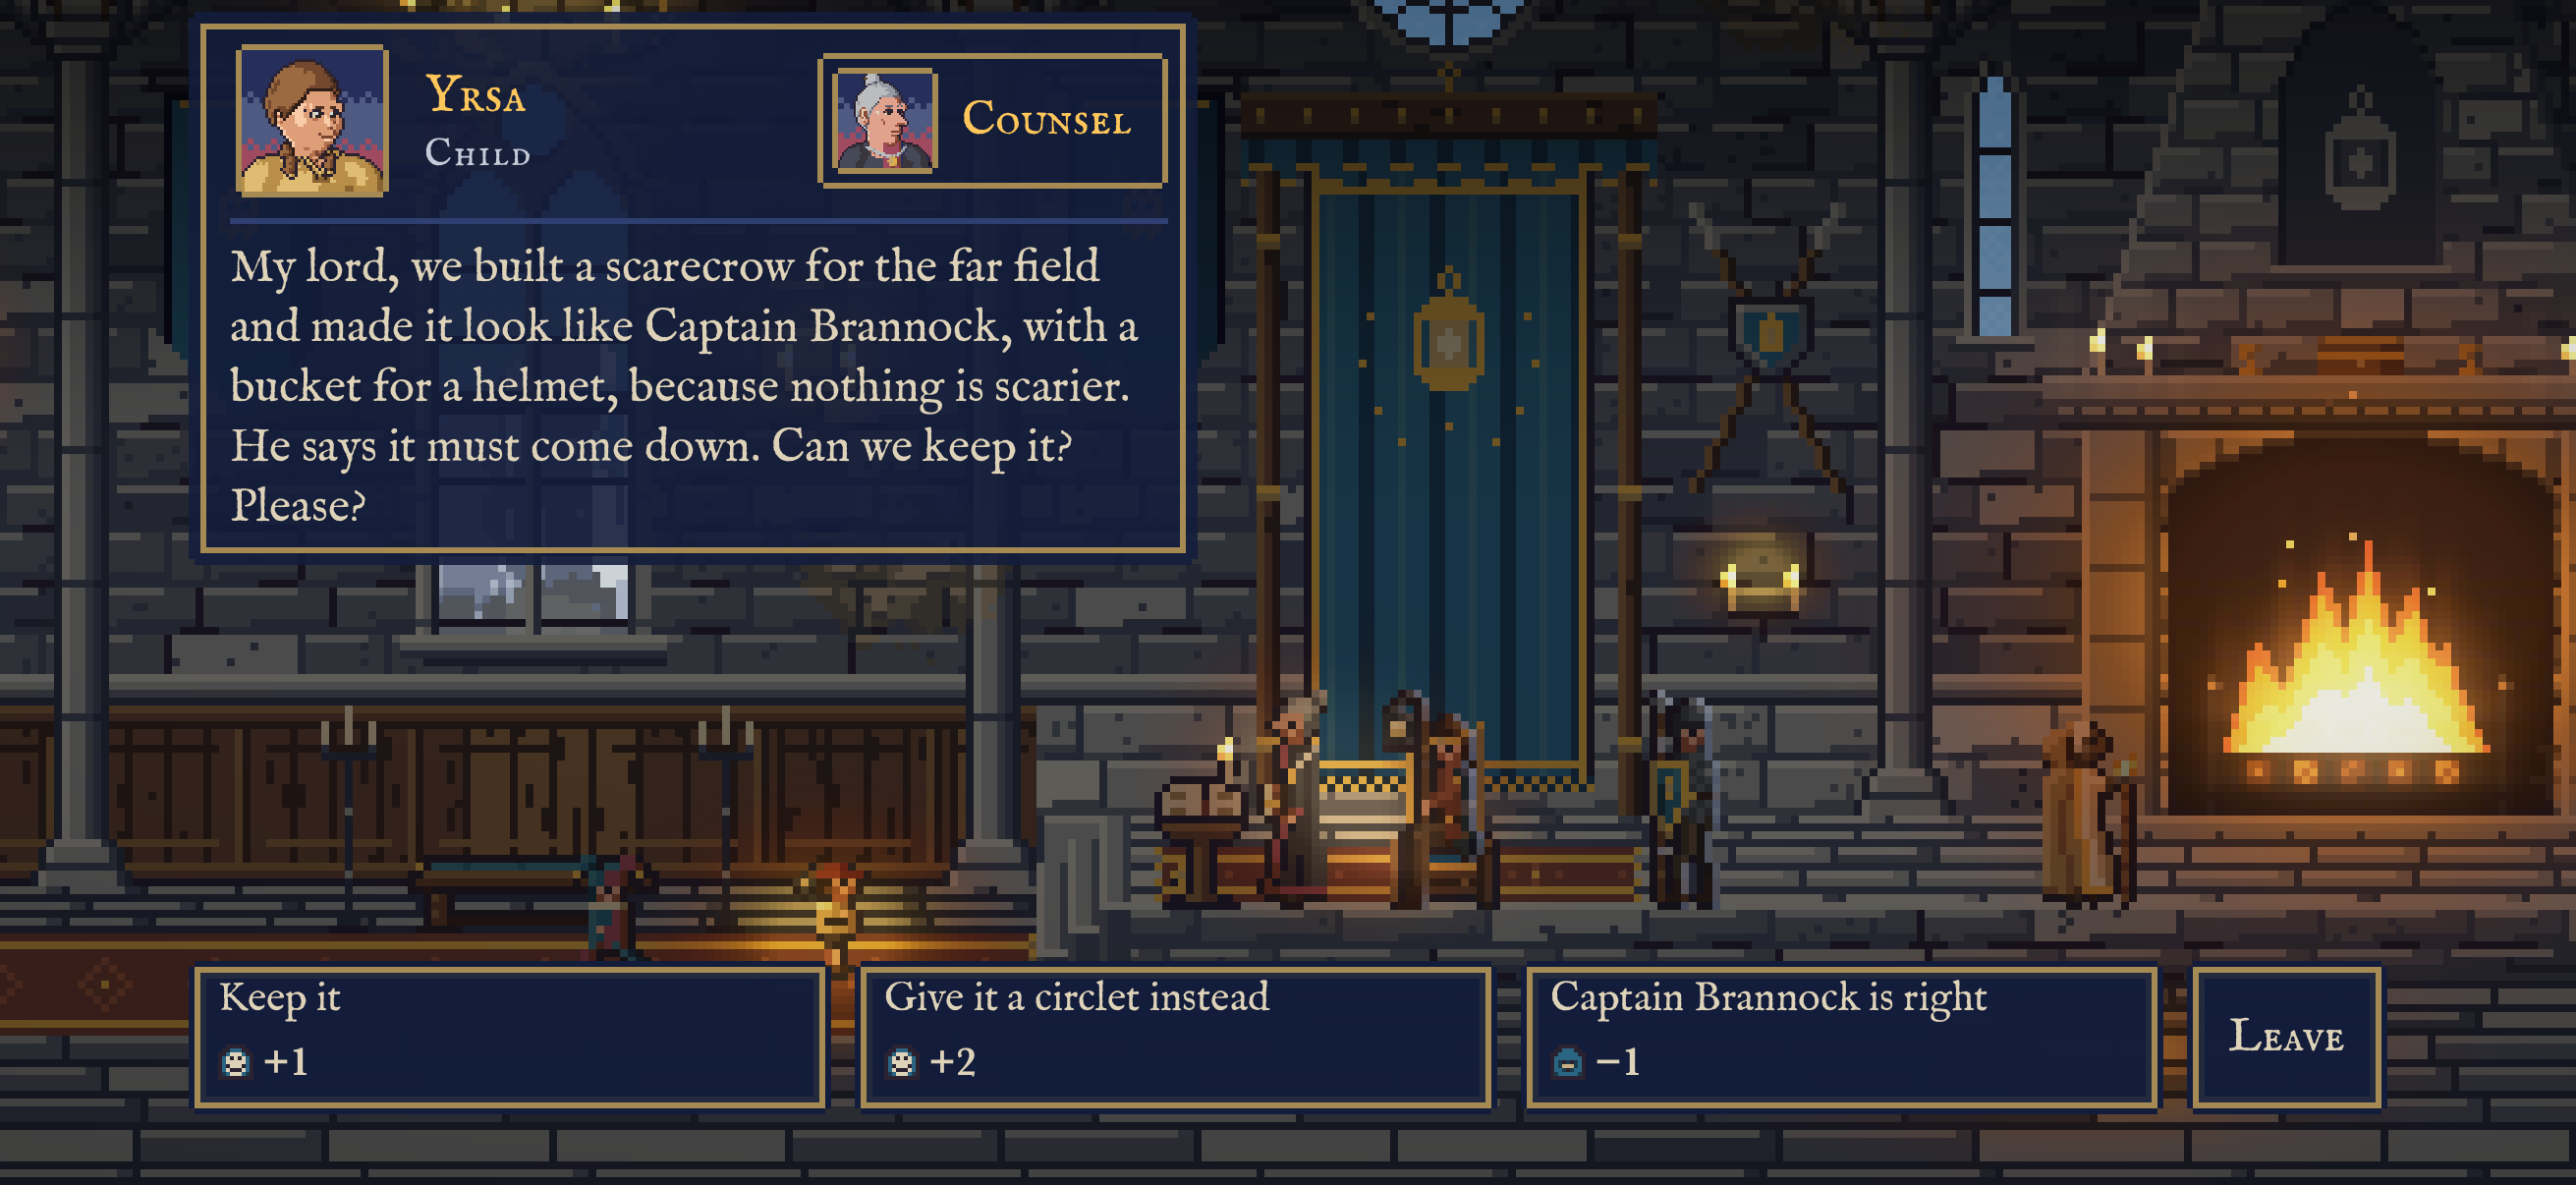 Yrsa
Child
Counsel
My lord, we built a scarecrow for the far field
and made it look like Captain Brannock, with a
bucket for a helmet, because nothing is scarier.
He says it must come down. Can we keep it?
Please?
Keep it
+1
Give it a circlet instead
+2
Captain Brannock is right
−1
Leave